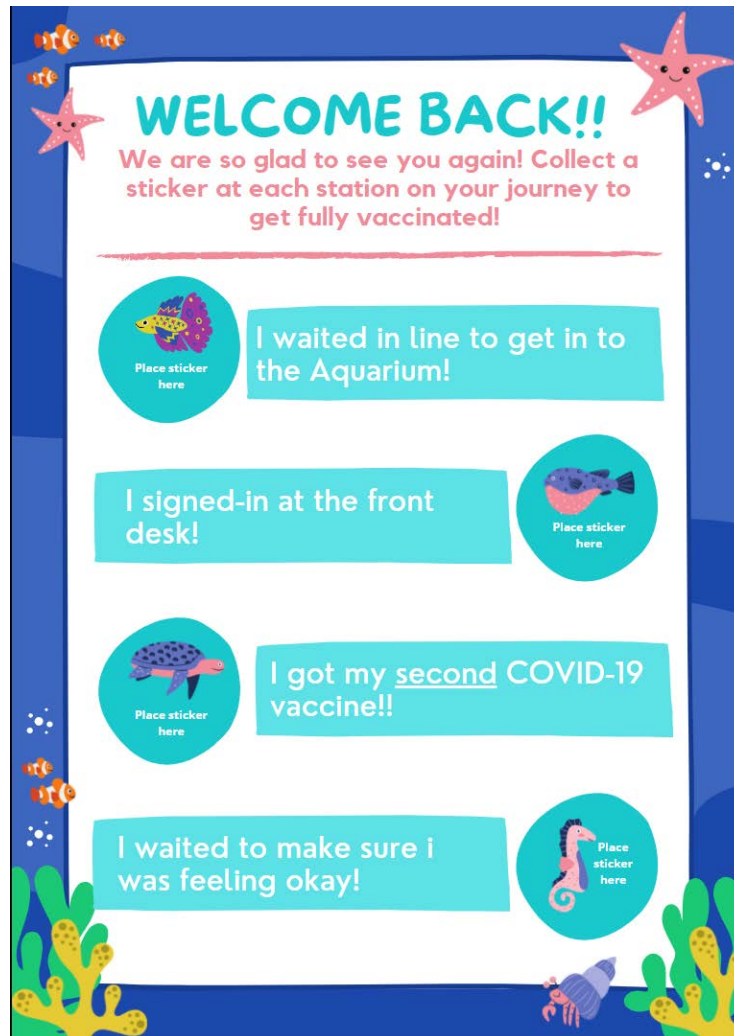 WELCOME BACK!!
We are so glad to see you again! Collect a
sticker at each station on your journey to
get fully vaccinated!
Place sticker
here
I waited in line to get in to
the Aquarium!
I signed-in at the front
desk!
Place sticker
here
Place sticker
here
I got my second COVID-19
vaccine!!
I waited to make sure i
was feeling okay!
Place
sticker
here